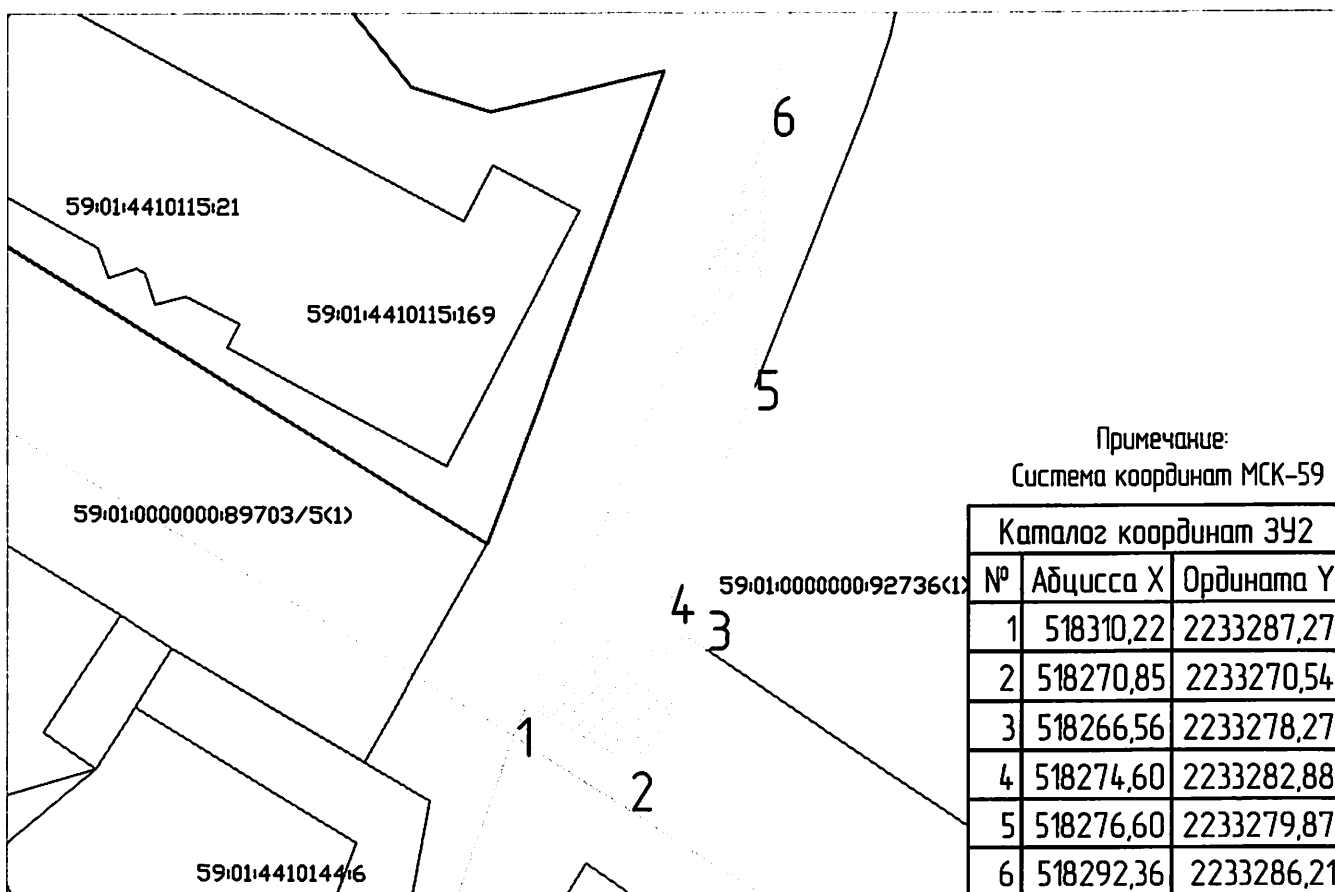 6
59:01:4410115:21
59:01:4410115:169
5
Примечание:
Система координат МСК-59
59:01:0000000:89703/5(1)
Каталог координат ЗУ2
№ Абцисса X Ордината Y
59:01:0000000:92736(1)
4
3
1 518310,22 2233287,27
2 518270,85 2233270,54
3 518266,56 2233278,27
4 518274,60 2233282,88
5 518276,60 2233279,87
6 518292,36 2233286,21
1
2
59:01:4410144:6